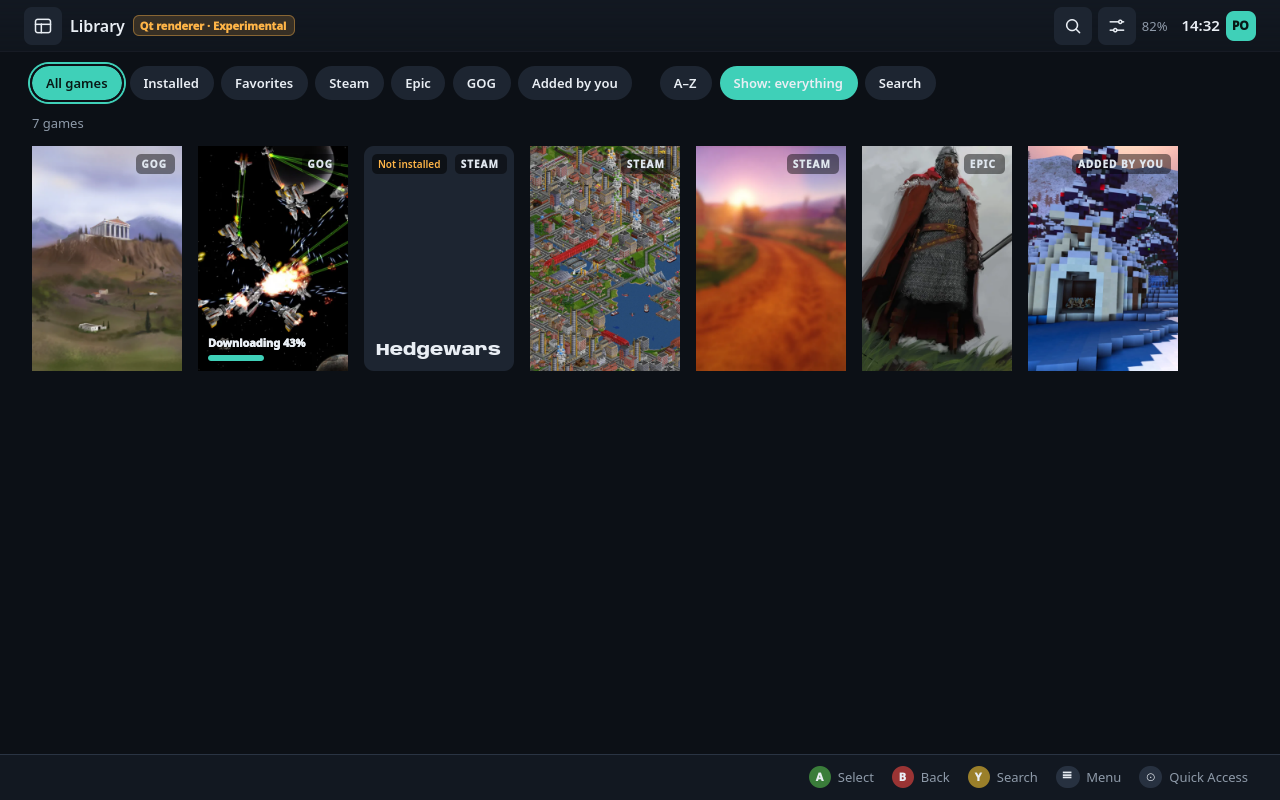 Library
Qt renderer · Experimental
82%
14:32
PO
All games
Installed
Favorites
Steam
Epic
GOG
Added by you
A–Z
Show: everything
Search
7 games
GOG
GOG
Downloading 43%
Not installed
STEAM
Hedgewars
STEAM
STEAM
EPIC
ADDED BY YOU
A Select
B Back
Y Search
Menu
Quick Access